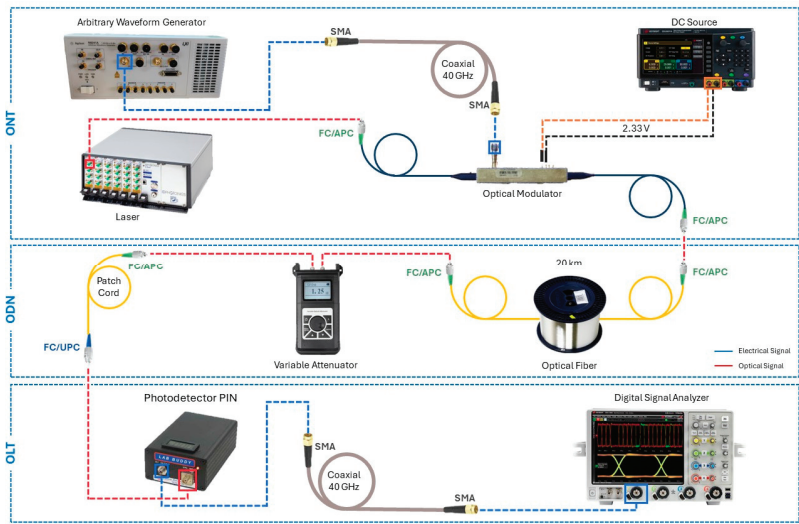 Arbitrary Waveform Generator
SMA
DC Source
Coaxial
40 GHz
SMA
ONT
FC/APC
2.33 V
Laser
Optical Modulator
FC/APC
FC/APC
20 km
FC/APC
FC/APC
Patch
Cord
ODN
FC/UPC
Electrical Signal
Variable Attenuator
Optical Fiber
Optical Signal
Photodetector PIN
Digital Signal Analyzer
LAB BUDDY
SMA
OLT
Coaxial
40 GHz
SMA